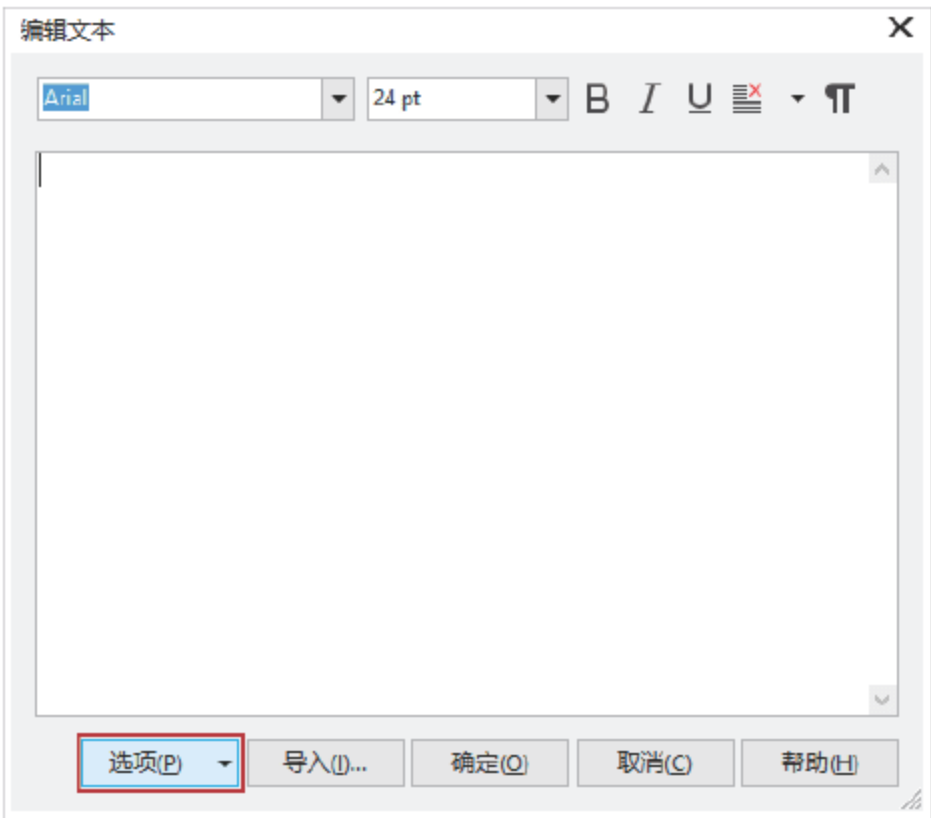 编辑文本
Arial 24 pt B I U ¶
选项(P) 导入(I)... 确定(O) 取消(C) 帮助(H)